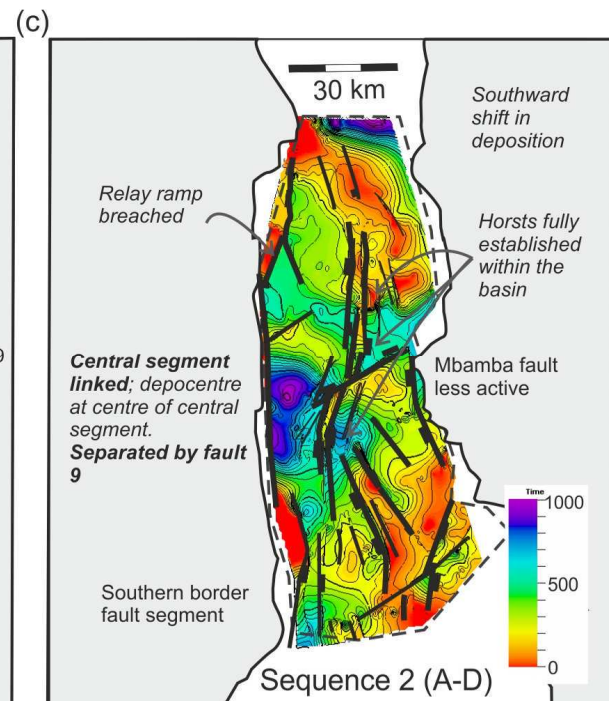 (c)
30 km
Southward
shift in
deposition
Relay ramp
breached
Horsts fully
established
within the
basin
9
Central segment
linked; depocentre
at centre of central
segment.
Separated by fault
9
Mbamba fault
less active
Time
1000
500
0
Southern border
fault segment
Sequence 2 (A-D)